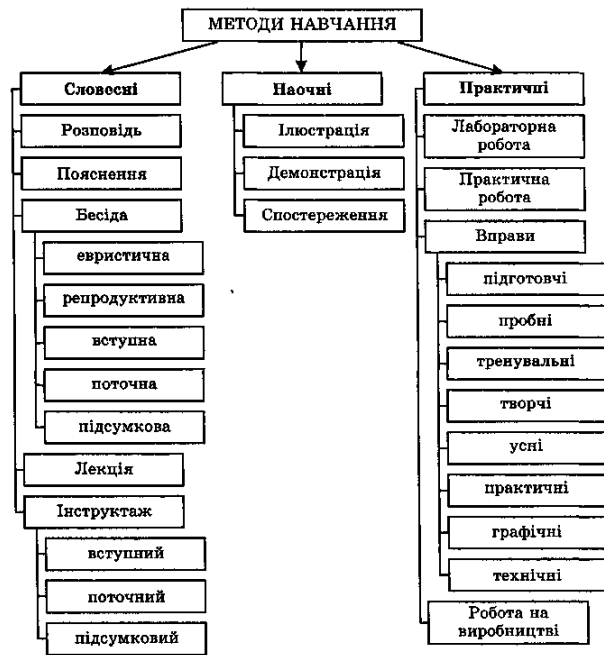 МЕТОДИ НАВЧАННЯ
Словесні
Розповідь
Пояснення
Бесіда
евристична
репродуктивна
вступна
поточна
підсумкова
Лекція
Інструктаж
вступний
поточний
підсумковий
Наочні
Ілюстрація
Демонстрація
Спостереження
Практичні
Лабораторна
робота
Практична
робота
Вправи
підготовчі
пробні
тренувальні
творчі
усні
практичні
графічні
технічні
Робота на
виробництві